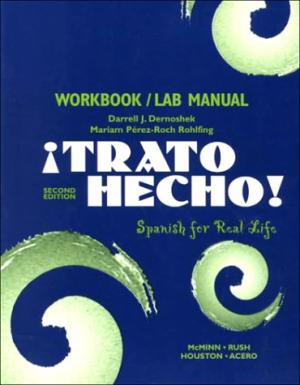 WORKBOOK / LAB MANUAL
Darrell J. Dernoshek
Mariam Pérez-Roch Rohlfing
¡TRATO
SECOND
EDITION
HECHO!
Spanish for Real Life
McMINN • RUSH
HOUSTON • ACERO